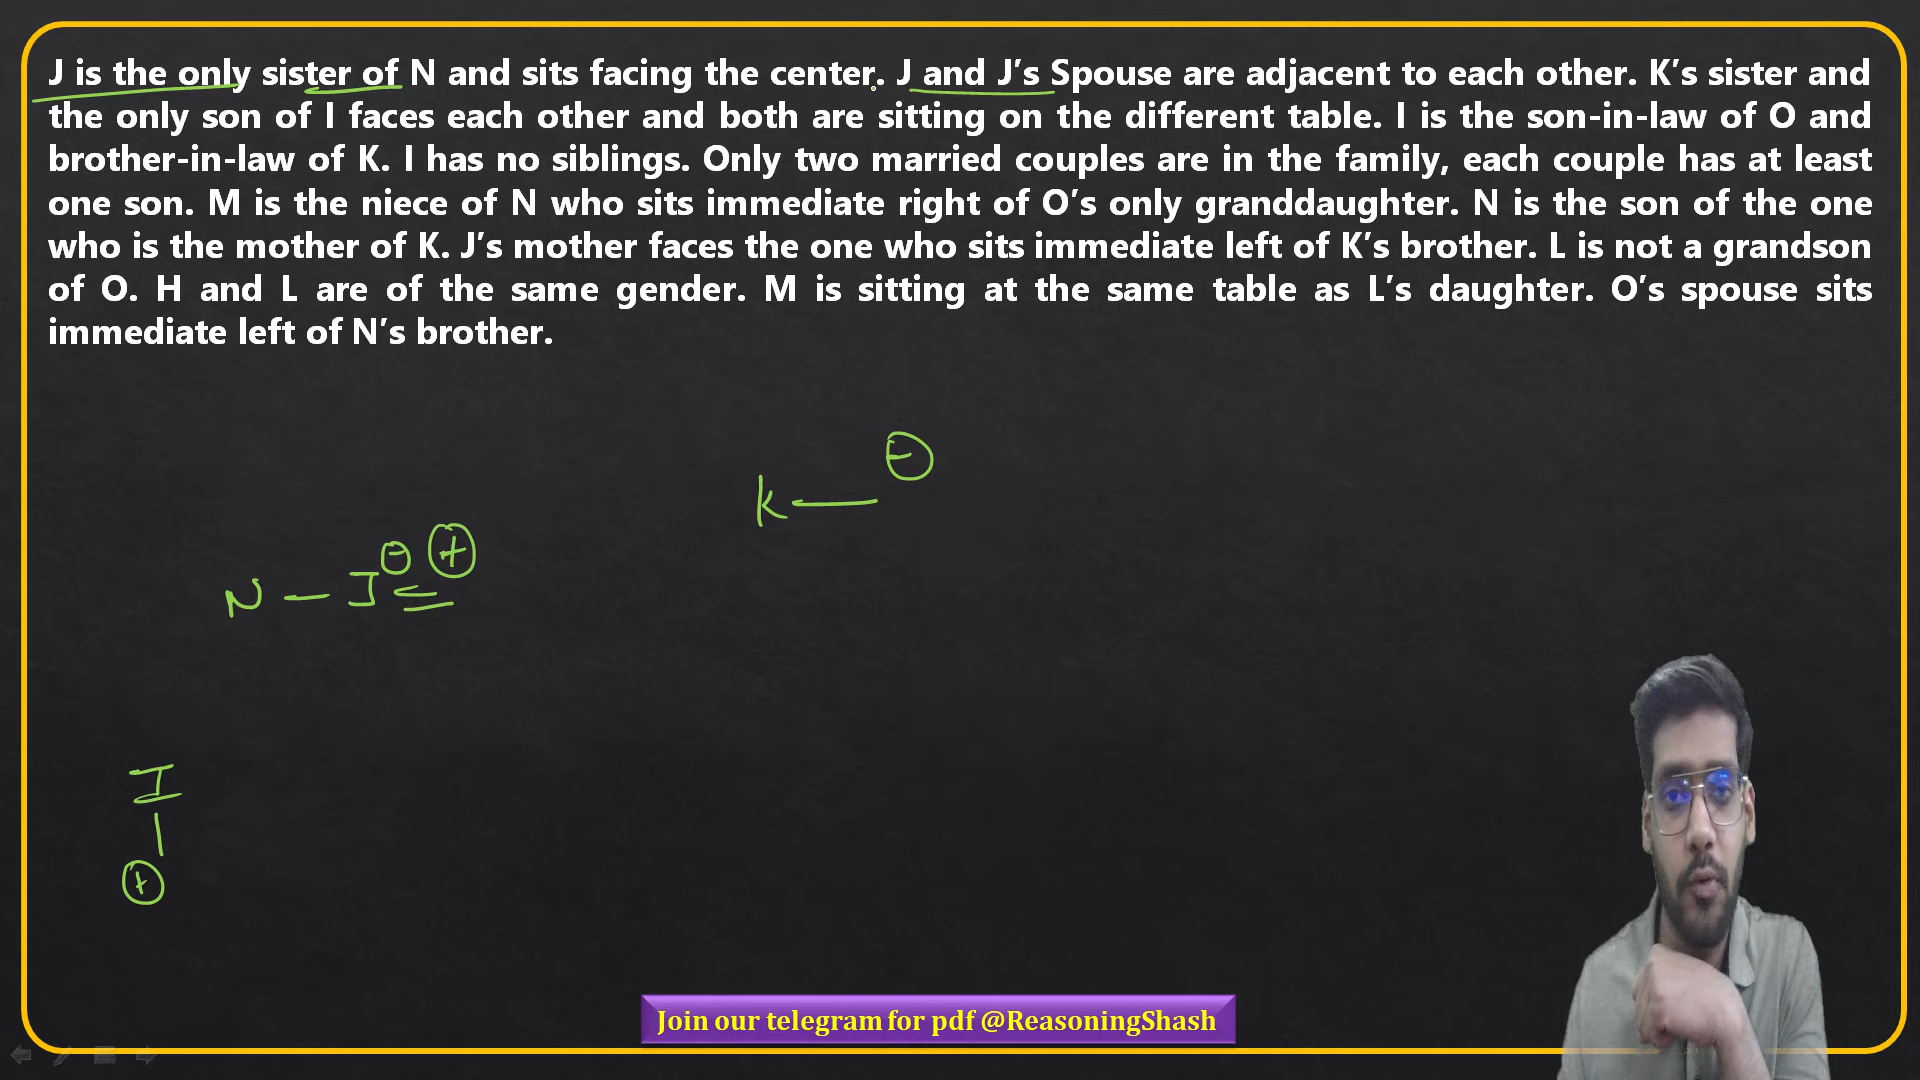 J is the only sister of N and sits facing the center. J and J's Spouse are adjacent to each other. K's sister and
the only son of I faces each other and both are sitting on the different table. I is the son-in-law of O and
brother-in-law of K. I has no siblings. Only two married couples are in the family, each couple has at least
one son. M is the niece of N who sits immediate right of O's only granddaughter. N is the son of the one
who is the mother of K. J's mother faces the one who sits immediate left of K's brother. L is not a grandson
of O. H and L are of the same gender. M is sitting at the same table as L's daughter. O's spouse sits
immediate left of N's brother.
K — −
N — J − +
I
+
Join our telegram for pdf @ReasoningShash